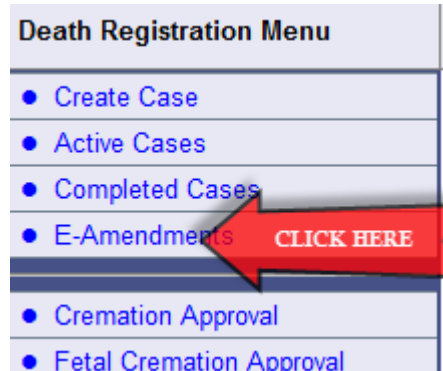 Death Registration Menu
Create Case
Active Cases
Completed Cases
E-Amendments CLICK HERE
Cremation Approval
Fetal Cremation Approval